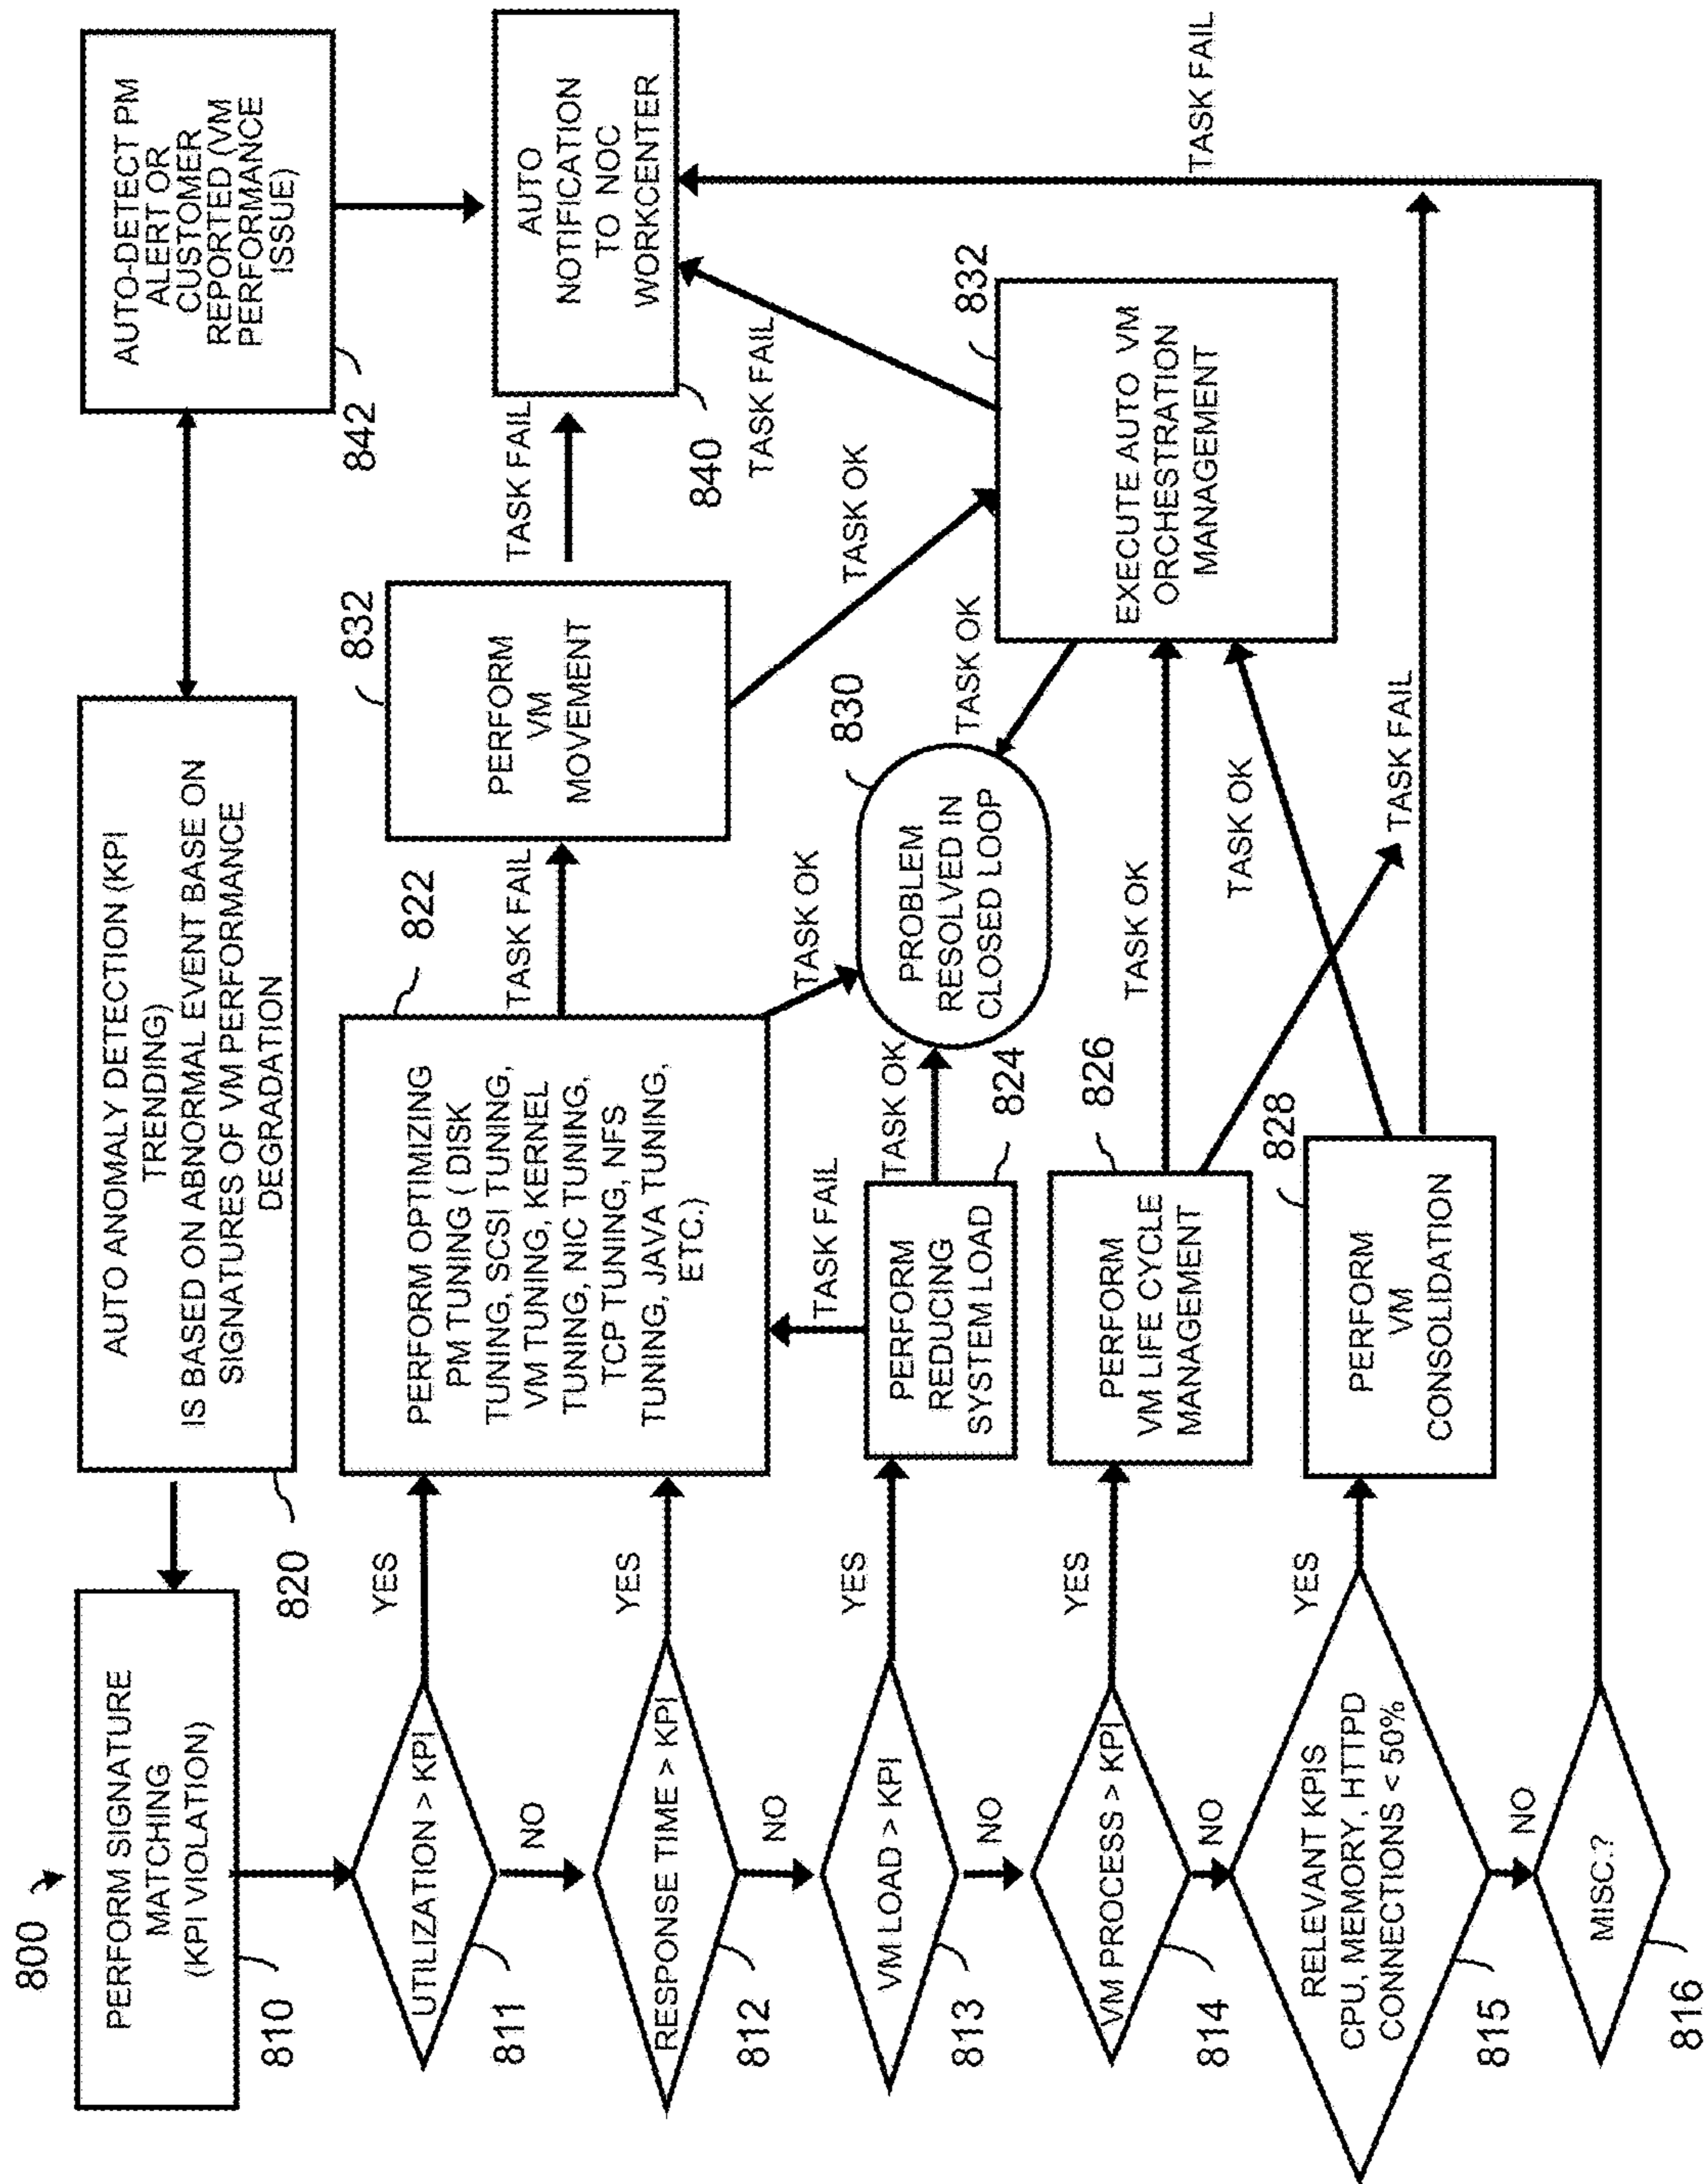 800
PERFORM SIGNATURE
MATCHING
(KPI VIOLATION)
810
AUTO ANOMALY DETECTION (KPI
TRENDING)
IS BASED ON ABNORMAL EVENT BASE ON
SIGNATURES OF VM PERFORMANCE
DEGRADATION
820
AUTO-DETECT PM
ALERT OR
CUSTOMER
REPORTED (VM
PERFORMANCE
ISSUE)
842
UTILIZATION > KPI
811
YES
NO
PERFORM OPTIMIZING
PM TUNING ( DISK
TUNING, SCSI TUNING,
VM TUNING, KERNEL
TUNING, NIC TUNING,
TCP TUNING, NFS
TUNING, JAVA TUNING,
ETC.)
822
TASK FAIL
TASK OK
PERFORM
VM
MOVEMENT
832
TASK FAIL
TASK OK
AUTO
NOTIFICATION
TO NOC
WORKCENTER
840
TASK FAIL
RESPONSE TIME > KPI
812
YES
NO
VM LOAD > KPI
813
YES
NO
PERFORM
REDUCING
SYSTEM LOAD
824
TASK FAIL
TASK OK
PROBLEM
RESOLVED IN
CLOSED LOOP
830
TASK OK
EXECUTE AUTO VM
ORCHESTRATION
MANAGEMENT
832
VM PROCESS > KPI
814
YES
NO
PERFORM
VM LIFE CYCLE
MANAGEMENT
826
TASK OK
TASK FAIL
RELEVANT KPIS
CPU, MEMORY, HTTPD
CONNECTIONS < 50%
815
YES
NO
PERFORM
VM
CONSOLIDATION
828
TASK OK
TASK FAIL
MISC.?
816